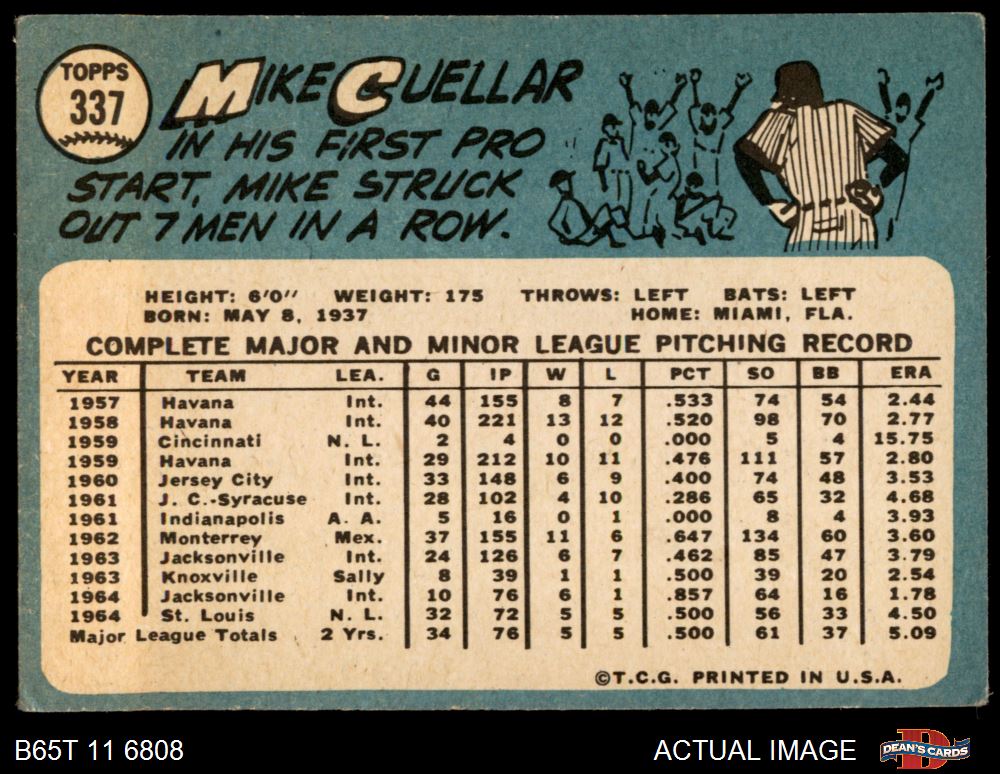 TOPPS
337
MIKE CUELLAR
IN HIS FIRST PRO
START, MIKE STRUCK
OUT 7 MEN IN A ROW.
HEIGHT: 6'0" WEIGHT: 175 THROWS: LEFT BATS: LEFT
BORN: MAY 8, 1937 HOME: MIAMI, FLA.
COMPLETE MAJOR AND MINOR LEAGUE PITCHING RECORD
YEAR TEAM LEA. G IP W L PCT SO BB ERA
1957 Havana Int. 44 155 8 7 .533 74 54 2.44
1958 Havana Int. 40 221 13 12 .520 98 70 2.77
1959 Cincinnati N. L. 2 4 0 0 .000 5 4 15.75
1959 Havana Int. 29 212 10 11 .476 111 57 2.80
1960 Jersey City Int. 33 148 6 9 .400 74 48 3.53
1961 J. C.-Syracuse Int. 28 102 4 10 .286 65 32 4.68
1961 Indianapolis A. A. 5 16 0 1 .000 8 4 3.93
1962 Monterrey Mex. 37 155 11 6 .647 134 60 3.60
1963 Jacksonville Int. 24 126 6 7 .462 85 47 3.79
1963 Knoxville Sally 8 39 1 1 .500 39 20 2.54
1964 Jacksonville Int. 10 76 6 1 .857 64 16 1.78
1964 St. Louis N. L. 32 72 5 5 .500 56 33 4.50
Major League Totals 2 Yrs. 34 76 5 5 .500 61 37 5.09
©T.C.G. PRINTED IN U.S.A.
B65T 11 6808 ACTUAL IMAGE DEAN'S CARDS